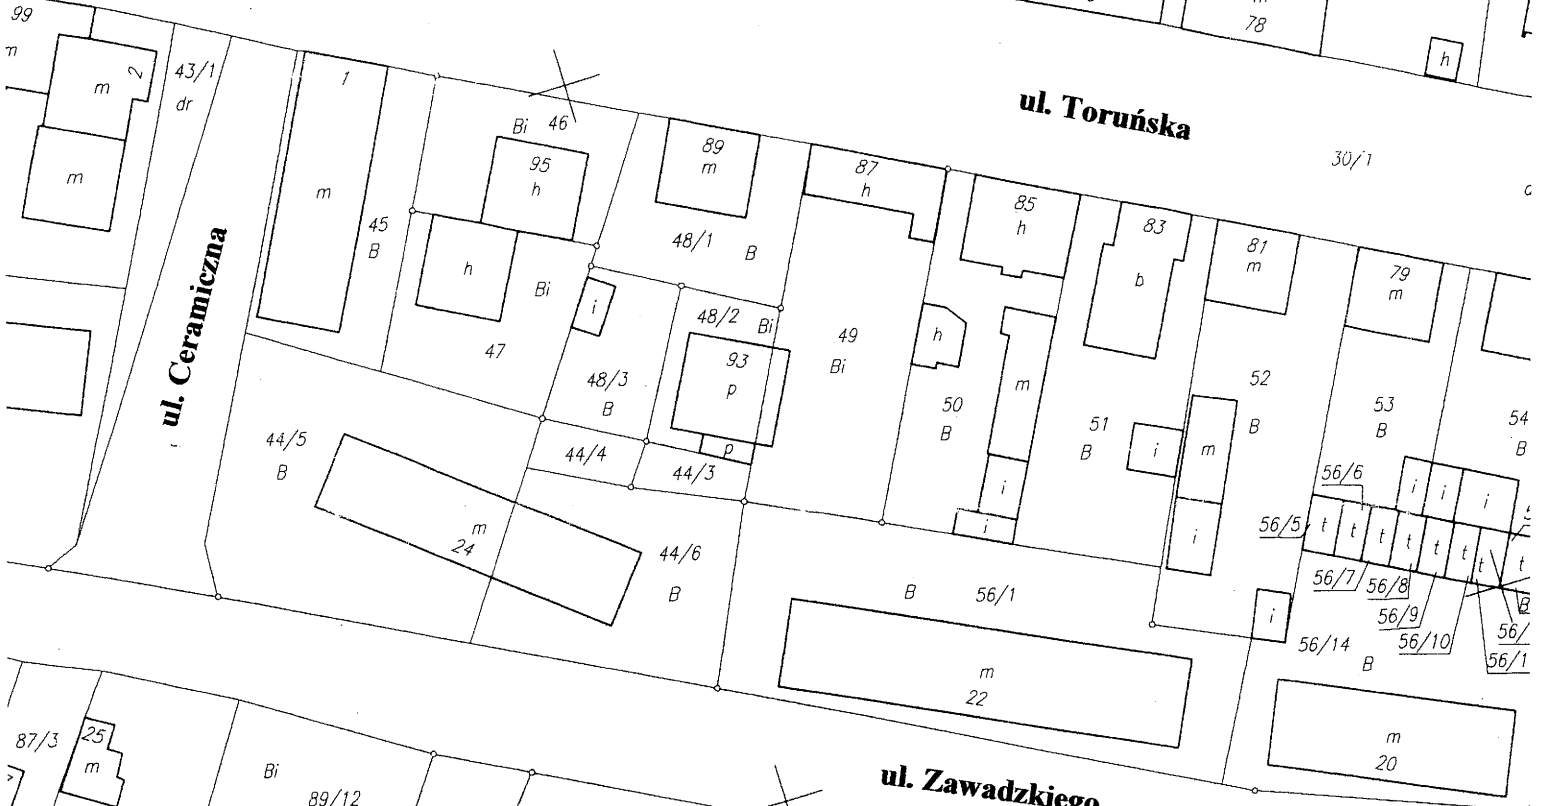 99
m
2
m
m
43/1
dr
1
m
45
B
Bi 46
95
h
h
Bi
47
89
m
48/1 B
i
48/2 Bi
93
p
p
48/3
B
87
h
49
Bi
85
h
h
50
B
m
i
i
83
b
51
B
i
81
m
52
B
m
i
79
m
53
B
54
B
78
h
ul. Toruńska
30/1
ul. Ceramiczna
44/5
B
44/4
44/3
m
24
44/6
B
B 56/1
m
22
i
56/6
56/5
i i i
t t t t t t t t
56/7 56/8
56/9
56/10
56/
56/1
B
56/14
B
m
20
87/3
25
m
Bi
89/12
ul. Zawadzkiego